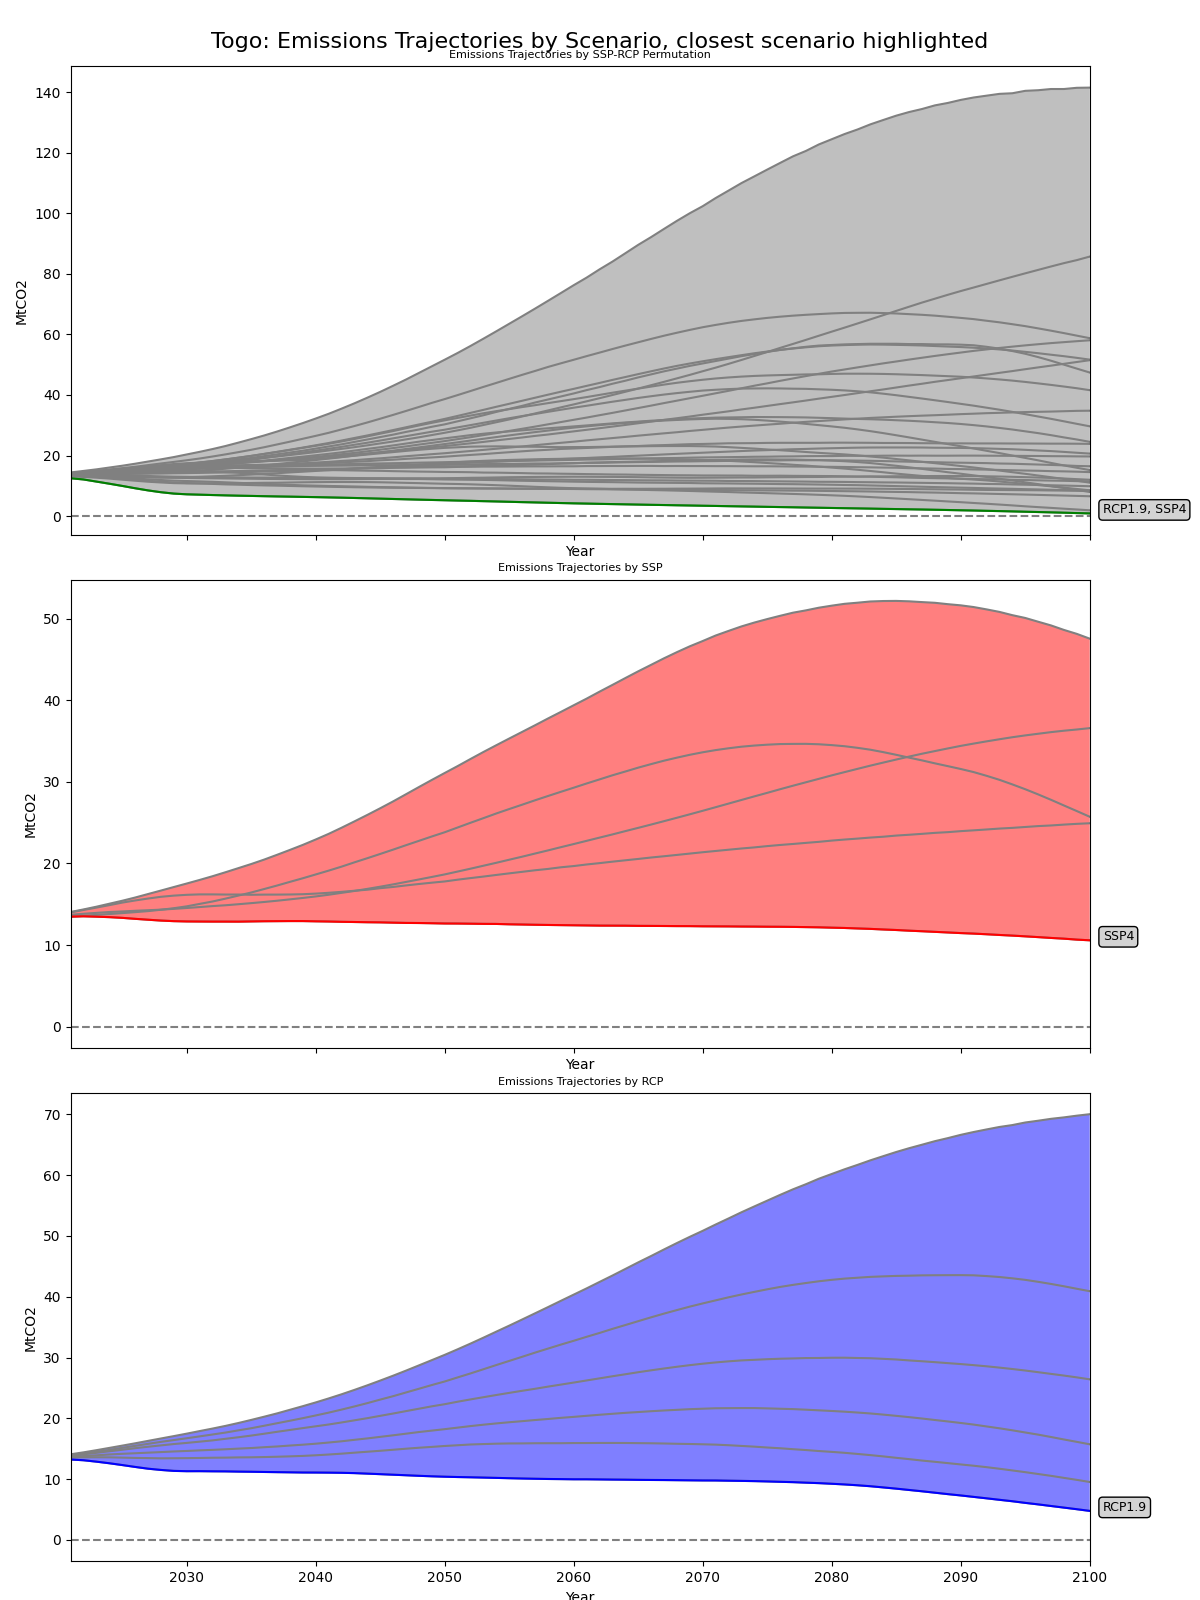 Togo: Emissions Trajectories by Scenario, closest scenario highlighted
Emissions Trajectories by SSP-RCP Permutation
140
120
100
80
60
40
20
0
MtCO2
RCP1.9, SSP4
Year
Emissions Trajectories by SSP
50
40
30
20
10
0
MtCO2
SSP4
Year
Emissions Trajectories by RCP
70
60
50
40
30
20
10
0
MtCO2
RCP1.9
2030 2040 2050 2060 2070 2080 2090 2100
Year